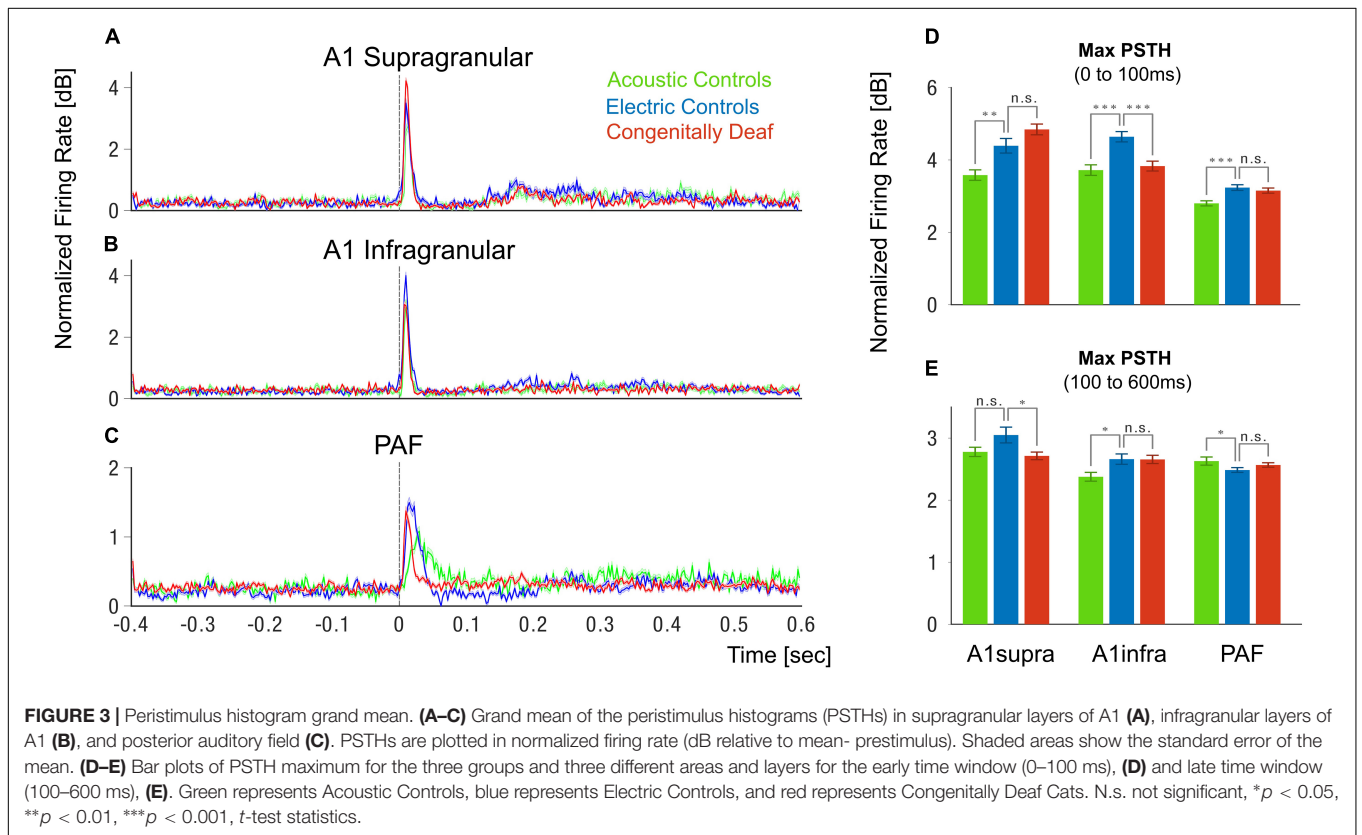 A
A1 Supragranular
Normalized Firing Rate [dB]
4
2
0
Acoustic Controls
Electric Controls
Congenitally Deaf
B
A1 Infragranular
4
2
0
C
PAF
2
1
0
-0.4 -0.3 -0.2 -0.1 0 0.1 0.2 0.3 0.4 0.5 0.6
Time [sec]
D
Max PSTH
(0 to 100ms)
Normalized Firing Rate [dB]
6
4
2
0
** n.s. *** *** *** n.s.
E
Max PSTH
(100 to 600ms)
3
2
1
0
n.s. * * n.s. * n.s.
A1supra A1infra PAF
FIGURE 3 | Peristimulus histogram grand mean. (A–C) Grand mean of the peristimulus histograms (PSTHs) in supragranular layers of A1 (A), infragranular layers of
A1 (B), and posterior auditory field (C). PSTHs are plotted in normalized firing rate (dB relative to mean- prestimulus). Shaded areas show the standard error of the
mean. (D–E) Bar plots of PSTH maximum for the three groups and three different areas and layers for the early time window (0–100 ms), (D) and late time window
(100–600 ms), (E). Green represents Acoustic Controls, blue represents Electric Controls, and red represents Congenitally Deaf Cats. N.s. not significant, *p < 0.05,
**p < 0.01, ***p < 0.001, t-test statistics.